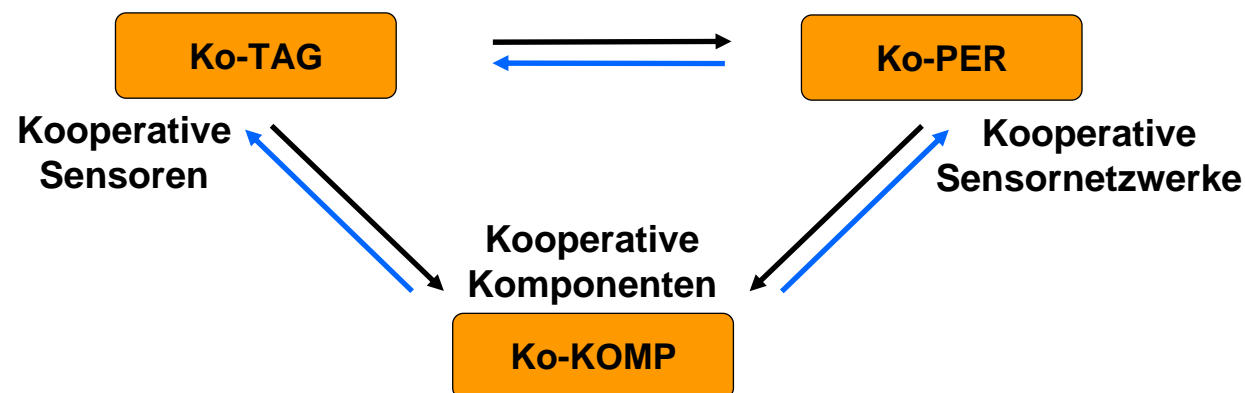 Ko-TAG
Ko-PER
Kooperative
Sensoren
Kooperative
Sensornetzwerke
Kooperative
Komponenten
Ko-KOMP